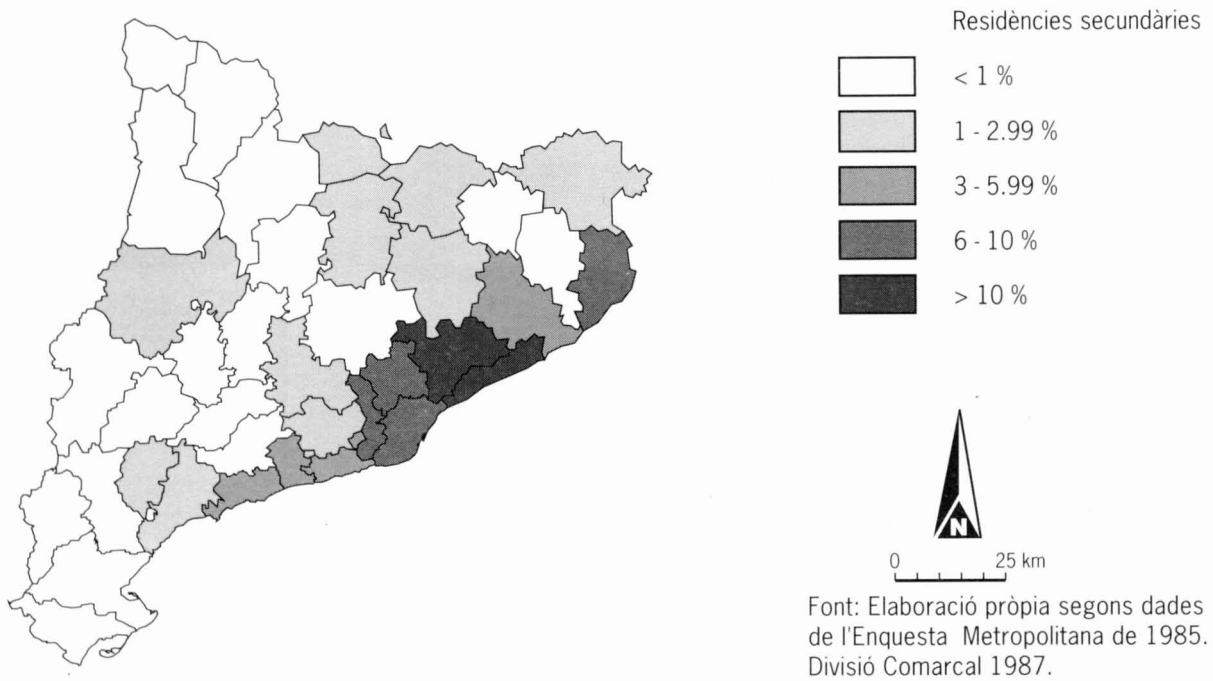 Residències secundàries
< 1 %
1 - 2.99 %
3 - 5.99 %
6 - 10 %
> 10 %
N
0 25 km
Font: Elaboració pròpia segons dades
de l'Enquesta Metropolitana de 1985.
Divisió Comarcal 1987.